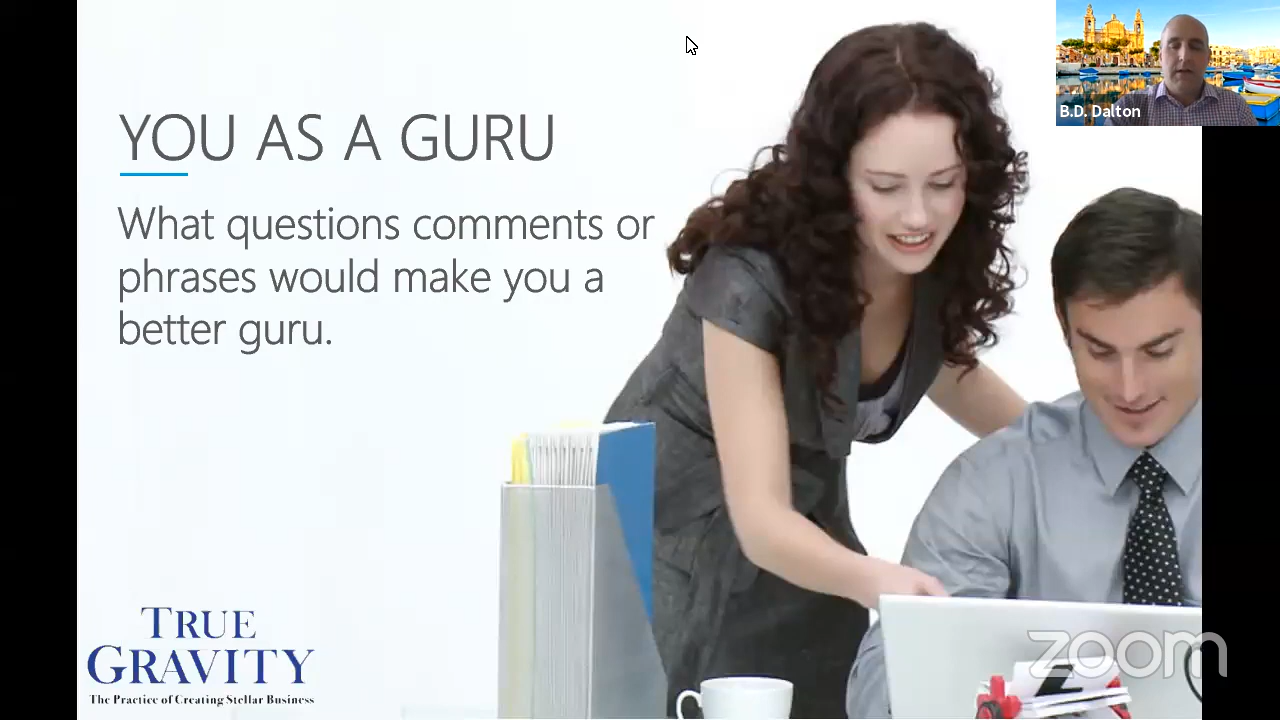 YOU AS A GURU
What questions comments or
phrases would make you a
better guru.
B.D. Dalton
TRUE
GRAVITY
The Practice of Creating Stellar Business
zoom